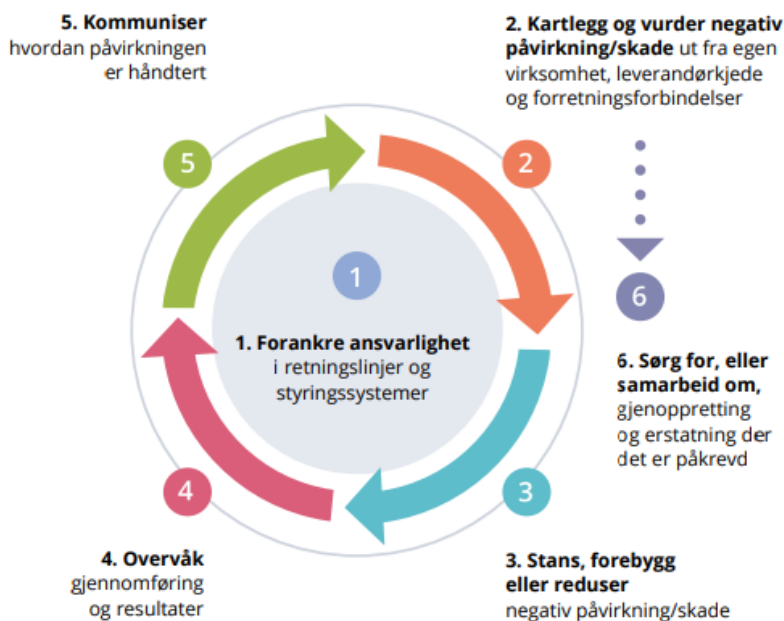 5. Kommuniser
hvordan påvirkningen
er håndtert
2. Kartlegg og vurder negativ
påvirkning/skade ut fra egen
virksomhet, leverandørkjede
og forretningsforbindelser
5
2
1
6
1. Forankre ansvarlighet
i retningslinjer og
styringssystemer
6. Sørg for, eller
samarbeid om,
gjenoppretting
og erstatning der
det er påkrevd
4
3
4. Overvåk
gjennomføring
og resultater
3. Stans, forebygg
eller reduser
negativ påvirkning/skade